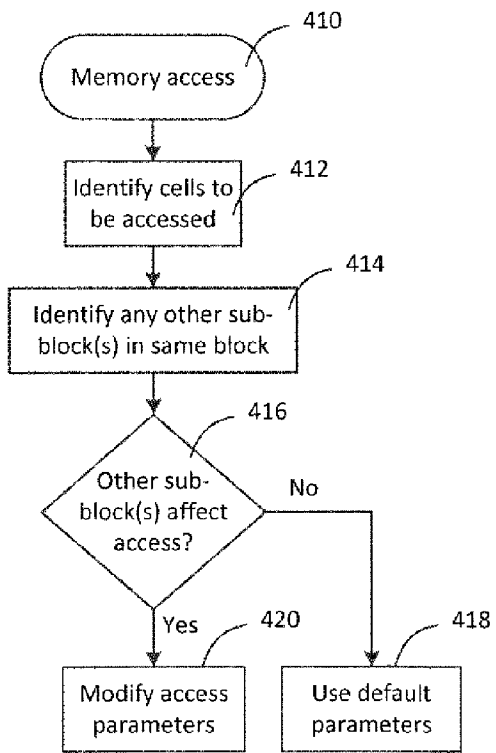 410
Memory access
412
Identify cells to
be accessed
414
Identify any other sub-
block(s) in same block
416
Other sub-
block(s) affect
access?
No
Yes
420
418
Modify access
parameters
Use default
parameters